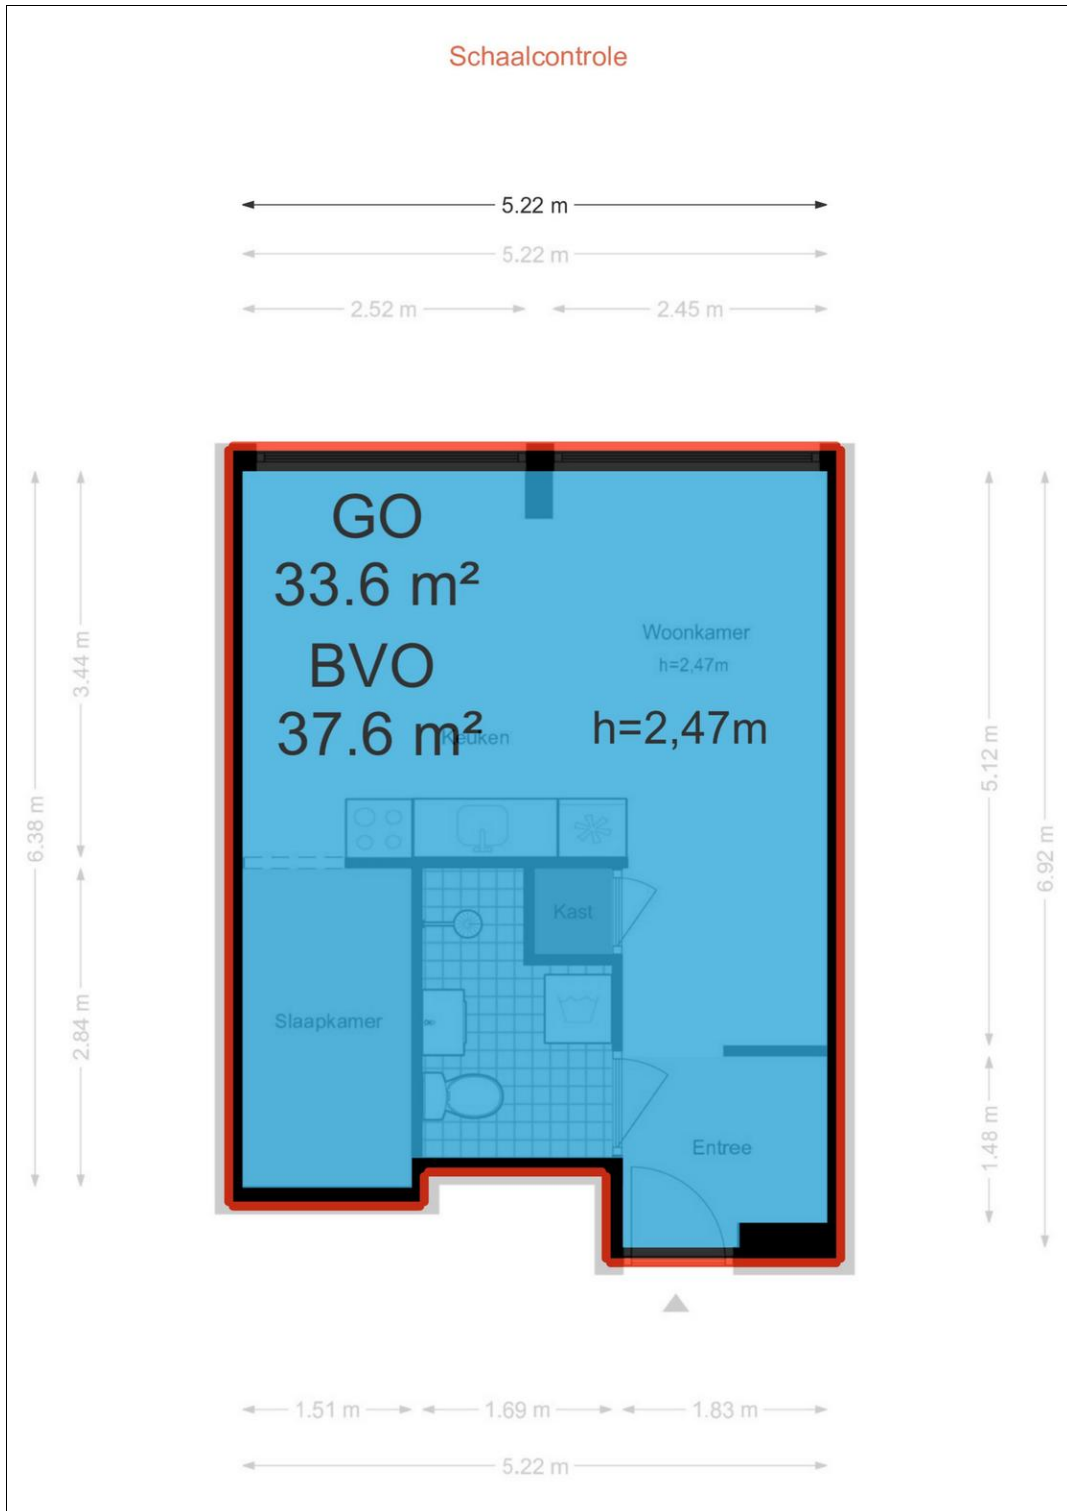 Schaalcontrole
5.22 m
5.22 m
2.52 m
2.45 m
GO
33.6 m²
BVO
37.6 m²
Woonkamer
h=2,47m
h=2,47m
Keuken
3.44 m
6.38 m
2.84 m
5.12 m
6.92 m
1.48 m
Kast
Slaapkamer
Entree
1.51 m
1.69 m
1.83 m
5.22 m